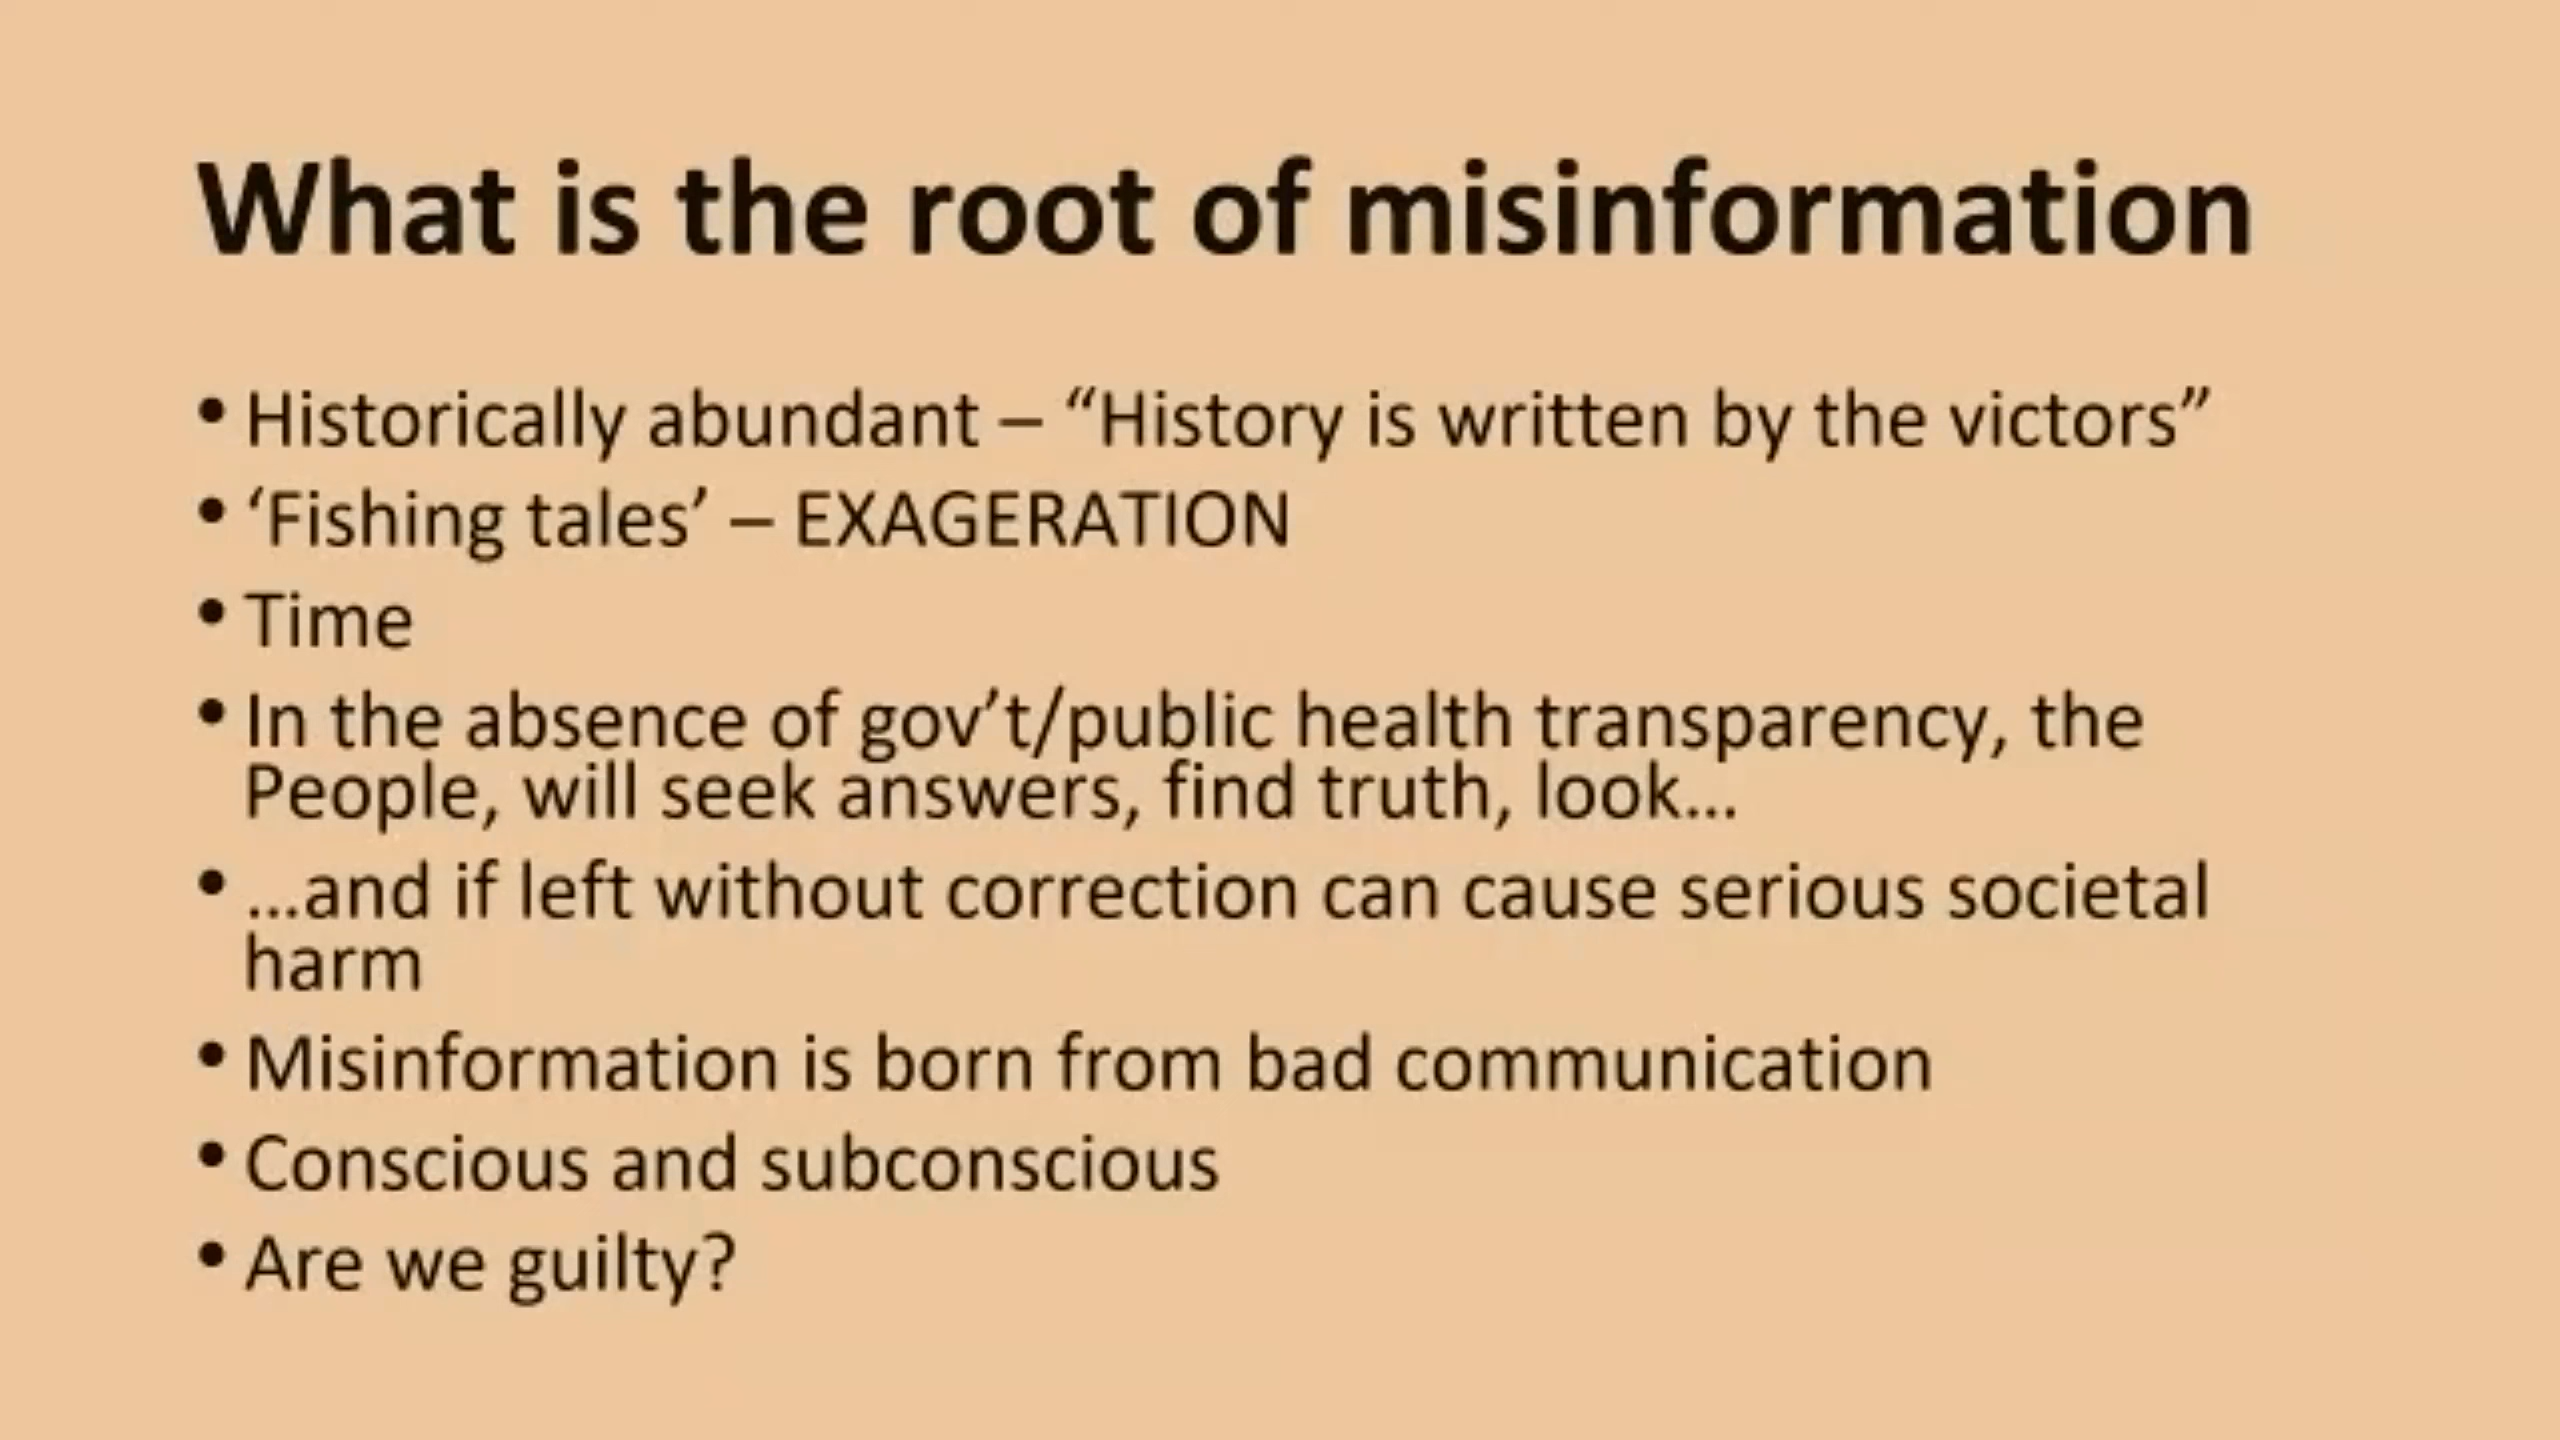 What is the root of misinformation
• Historically abundant – “History is written by the victors”
• ‘Fishing tales’ – EXAGERATION
• Time
• In the absence of gov’t/public health transparency, the
People, will seek answers, find truth, look…
• …and if left without correction can cause serious societal
harm
• Misinformation is born from bad communication
• Conscious and subconscious
• Are we guilty?